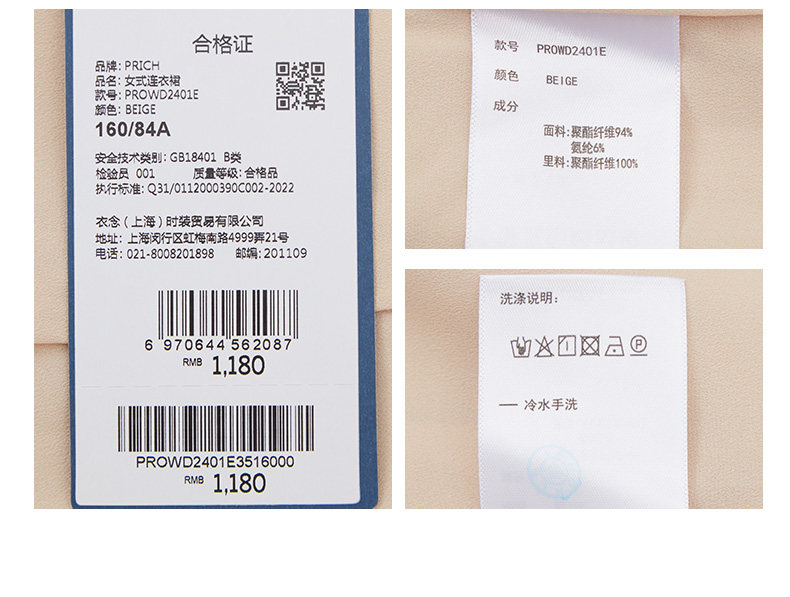 合格证
品牌: PRICH
品名: 女式连衣裙
款号: PROWD2401E
颜色: BEIGE
160/84A
安全技术类别: GB18401 B类
检验员 001 质量等级: 合格品
执行标准: Q31/0112000390C002-2022
衣念(上海)时装贸易有限公司
地址: 上海闵行区虹梅南路4999弄21号
电话: 021-8008201898 邮编: 201109
6 970644 562087
RMB 1,180
PROWD2401E3516000
RMB 1,180
款号 PROWD2401E
颜色 BEIGE
成分
面料:聚酯纤维94%
氨纶6%
里料:聚酯纤维100%
洗涤说明:
P
— 冷水手洗